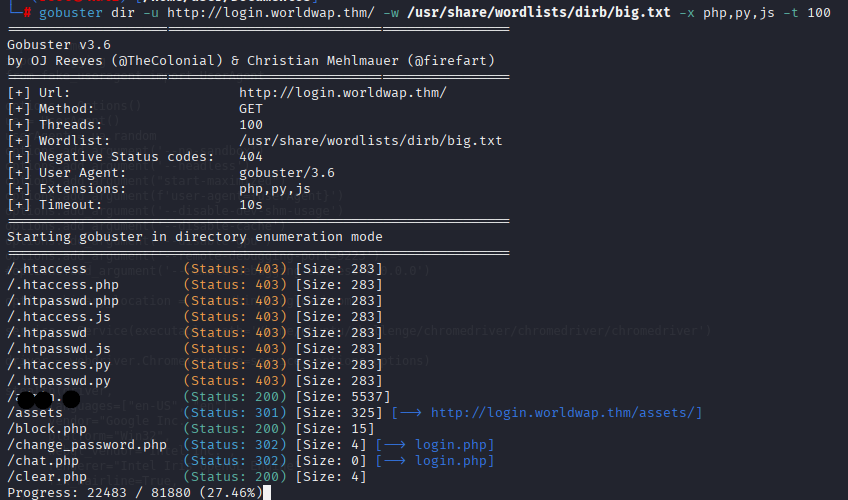 └─# gobuster dir -u http://login.worldwap.thm/ -w /usr/share/wordlists/dirb/big.txt -x php,py,js -t 100
===============================================================
Gobuster v3.6
by OJ Reeves (@TheColonial) & Christian Mehlmauer (@firefart)
===============================================================
[+] Url: http://login.worldwap.thm/
[+] Method: GET
[+] Threads: 100
[+] Wordlist: /usr/share/wordlists/dirb/big.txt
[+] Negative Status codes: 404
[+] User Agent: gobuster/3.6
[+] Extensions: php,py,js
[+] Timeout: 10s
===============================================================
Starting gobuster in directory enumeration mode
===============================================================
/.htaccess (Status: 403) [Size: 283]
/.htaccess.php (Status: 403) [Size: 283]
/.htpasswd.php (Status: 403) [Size: 283]
/.htaccess.js (Status: 403) [Size: 283]
/.htpasswd (Status: 403) [Size: 283]
/.htpasswd.js (Status: 403) [Size: 283]
/.htaccess.py (Status: 403) [Size: 283]
/.htpasswd.py (Status: 403) [Size: 283]
(Status: 200) [Size: 5537]
/assets (Status: 301) [Size: 325] [--> http://login.worldwap.thm/assets/]
/block.php (Status: 200) [Size: 15]
/change_password.php (Status: 302) [Size: 4] [--> login.php]
/chat.php (Status: 302) [Size: 0] [--> login.php]
/clear.php (Status: 200) [Size: 4]
Progress: 22483 / 81880 (27.46%)